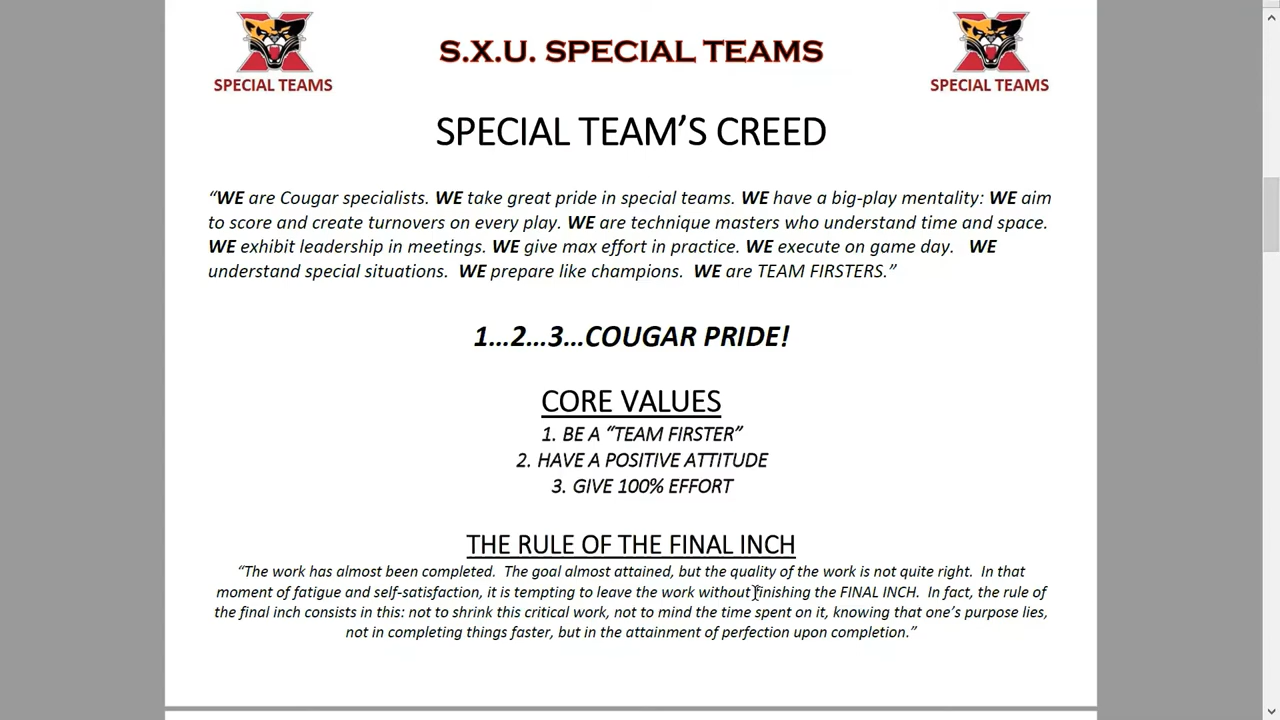 S.X.U. SPECIAL TEAMS
SPECIAL TEAMS
SPECIAL TEAMS
SPECIAL TEAM’S CREED
“WE are Cougar specialists. WE take great pride in special teams. WE have a big-play mentality: WE aim
to score and create turnovers on every play. WE are technique masters who understand time and space.
WE exhibit leadership in meetings. WE give max effort in practice. WE execute on game day. WE
understand special situations. WE prepare like champions. WE are TEAM FIRSTERS.”
1…2…3…COUGAR PRIDE!
CORE VALUES
1. BE A “TEAM FIRSTER”
2. HAVE A POSITIVE ATTITUDE
3. GIVE 100% EFFORT
THE RULE OF THE FINAL INCH
“The work has almost been completed. The goal almost attained, but the quality of the work is not quite right. In that
moment of fatigue and self-satisfaction, it is tempting to leave the work without finishing the FINAL INCH. In fact, the rule of
the final inch consists in this: not to shrink this critical work, not to mind the time spent on it, knowing that one’s purpose lies,
not in completing things faster, but in the attainment of perfection upon completion.”